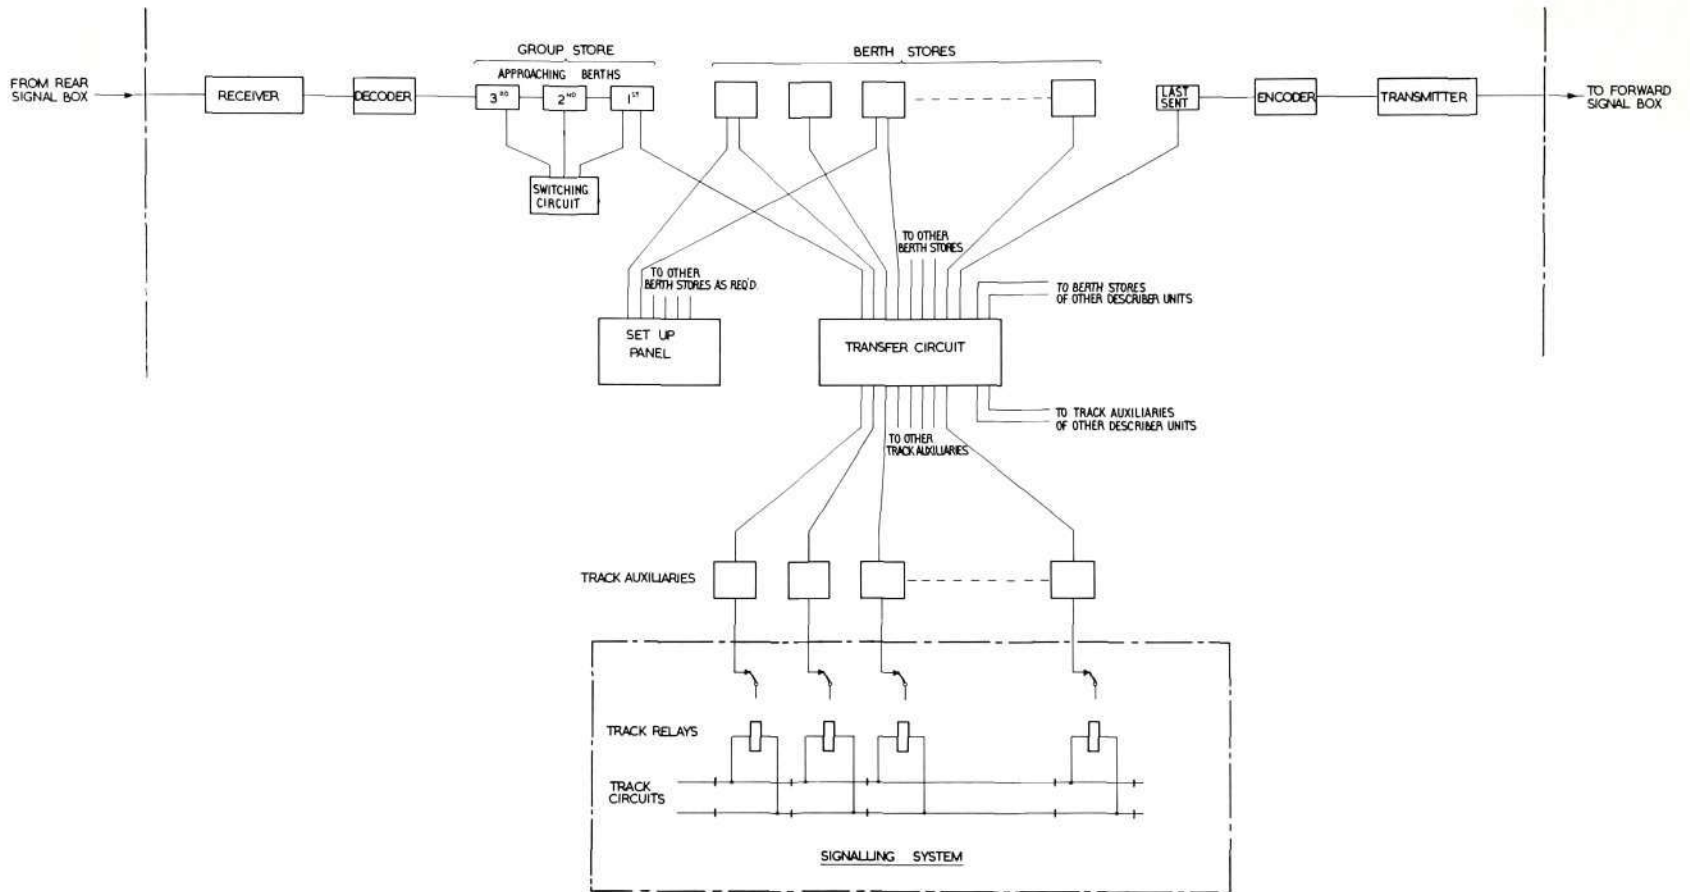 GROUP STORE
BERTH STORES
APPROACHING BERTHS
FROM REAR
SIGNAL BOX
RECEIVER
DECODER
3RD
2ND
1ST
LAST
SENT
ENCODER
TRANSMITTER
TO FORWARD
SIGNAL BOX
SWITCHING
CIRCUIT
TO OTHER
BERTH STORES
TO OTHER
BERTH STORES AS REQ'D.
TO BERTH STORES
OF OTHER DESCRIBER UNITS
SET UP
PANEL
TRANSFER CIRCUIT
TO TRACK AUXILIARIES
OF OTHER DESCRIBER UNITS
TO OTHER
TRACK AUXILIARIES
TRACK AUXILIARIES
TRACK RELAYS
TRACK
CIRCUITS
SIGNALLING SYSTEM